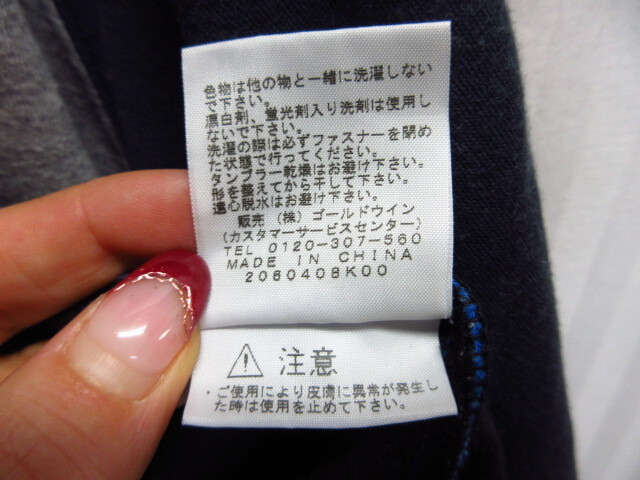 色物は他の物と一緒に洗濯しない
で下さい。
漂白剤、蛍光剤入り洗剤は使用し
ないで下さい。
洗濯の際は必ずファスナーを閉め
た状態で行ってください。
タンブラー乾燥はお避け下さい。
形を整えてから干して下さい。
遠心脱水はお避け下さい。
販売 (株) ゴールドウイン
(カスタマーサービスセンター)
TEL 0120-307-560
MADE IN CHINA
2060408K00
注意
・ご使用により皮膚に異常が発生し
た時は使用を止めて下さい。